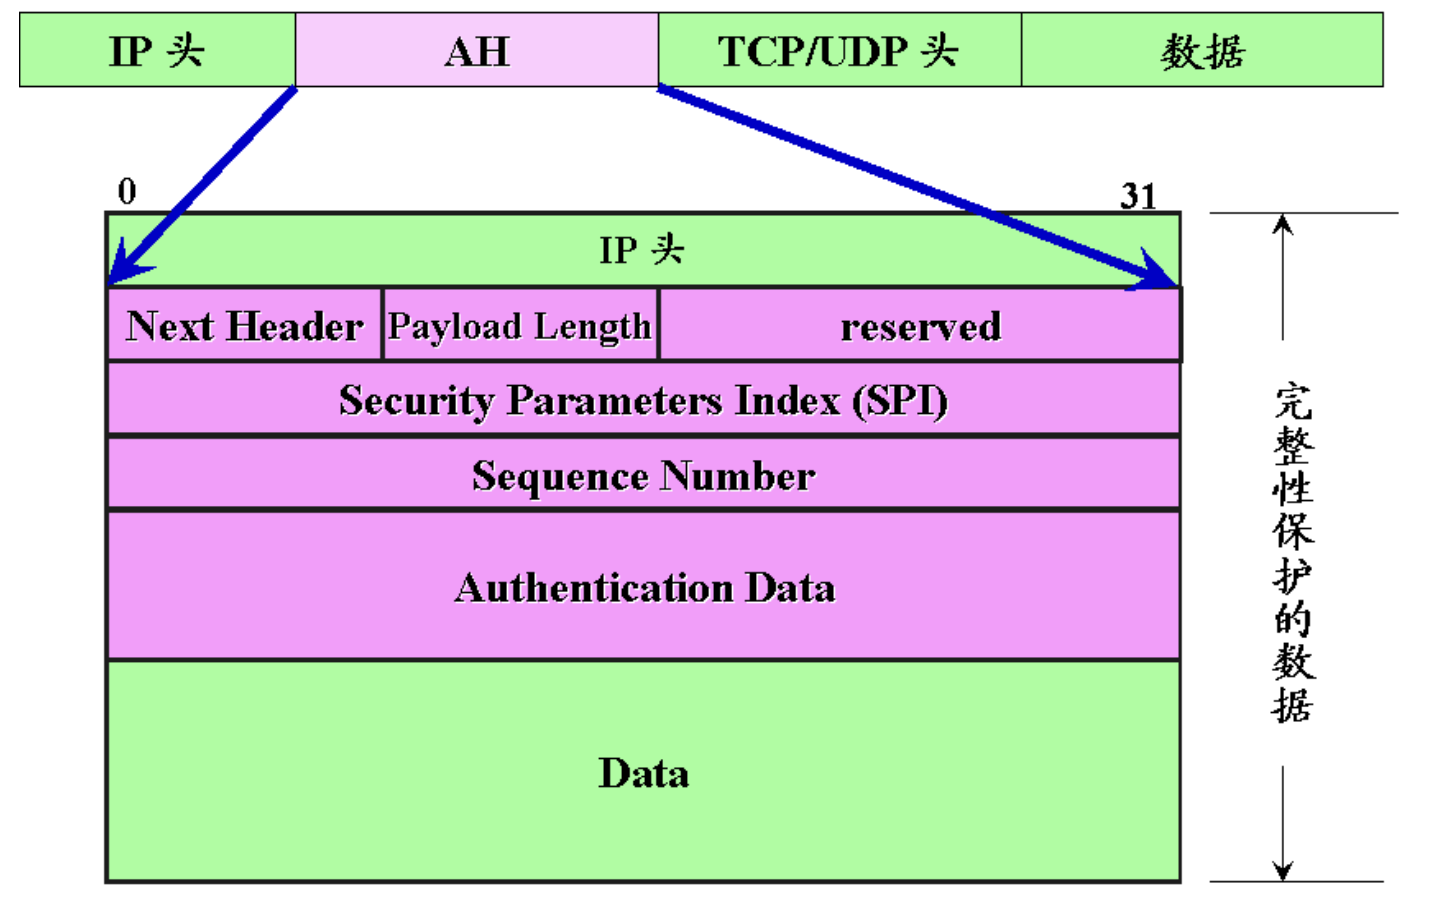 IP 头 AH TCP/UDP 头 数据
0 31
IP 头
Next Header Payload Length reserved
Security Parameters Index (SPI)
Sequence Number
Authentication Data
Data
完整性保护的数据